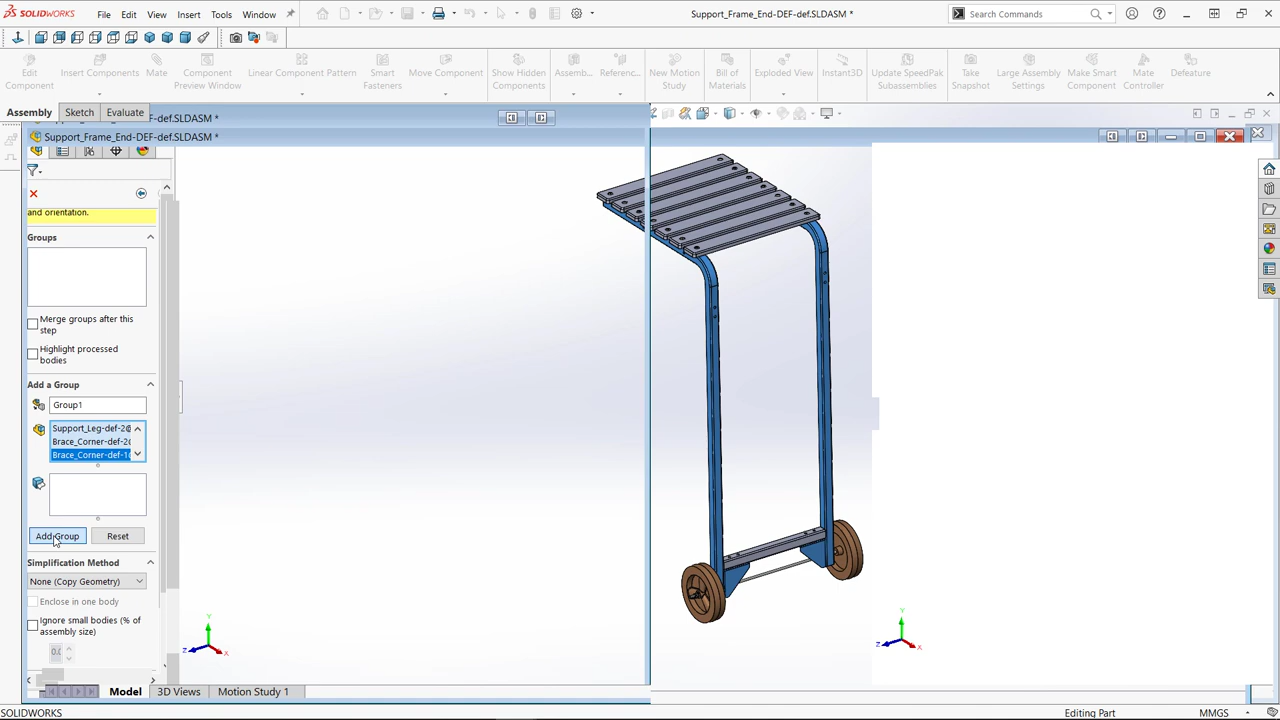 SOLIDWORKS
File Edit View Insert Tools Window
Support_Frame_End-DEF-def.SLDASM *
Search Commands
Edit Component
Insert Components
Mate
Component Preview Window
Linear Component Pattern
Smart Fasteners
Move Component
Show Hidden Components
Assemb...
Referenc...
New Motion Study
Bill of Materials
Exploded View
Instant3D
Update SpeedPak Subassemblies
Take Snapshot
Large Assembly Settings
Make Smart Component
Mate Controller
Defeature
Assembly Sketch Evaluate
F-def.SLDASM *
Support_Frame_End-DEF-def.SLDASM *
and orientation.
Groups
Merge groups after this
step
Highlight processed
bodies
Add a Group
Group1
Support_Leg-def-2@
Brace_Corner-def-2@
Brace_Corner-def-1@
Add Group Reset
Simplification Method
None (Copy Geometry)
Enclose in one body
Ignore small bodies (% of
assembly size)
0.0
Y
Z
X
Y
Z
X
Model 3D Views Motion Study 1
SOLIDWORKS
Editing Part
MMGS